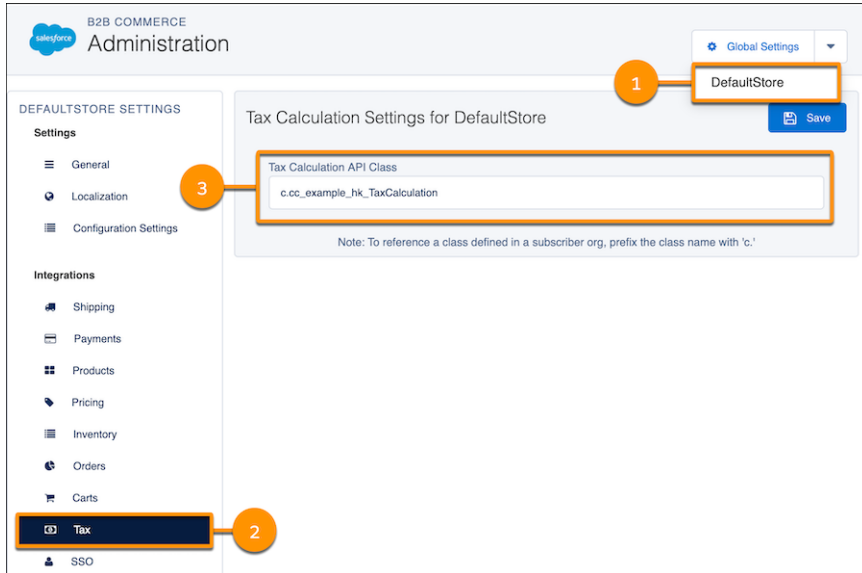 salesforce
B2B COMMERCE
Administration
Global Settings
1
DefaultStore
DEFAULTSTORE SETTINGS
Settings
General
Localization
Configuration Settings
Integrations
Shipping
Payments
Products
Pricing
Inventory
Orders
Carts
Tax
2
SSO
Tax Calculation Settings for DefaultStore
Save
3
Tax Calculation API Class
c.cc_example_hk_TaxCalculation
Note: To reference a class defined in a subscriber org, prefix the class name with 'c.'